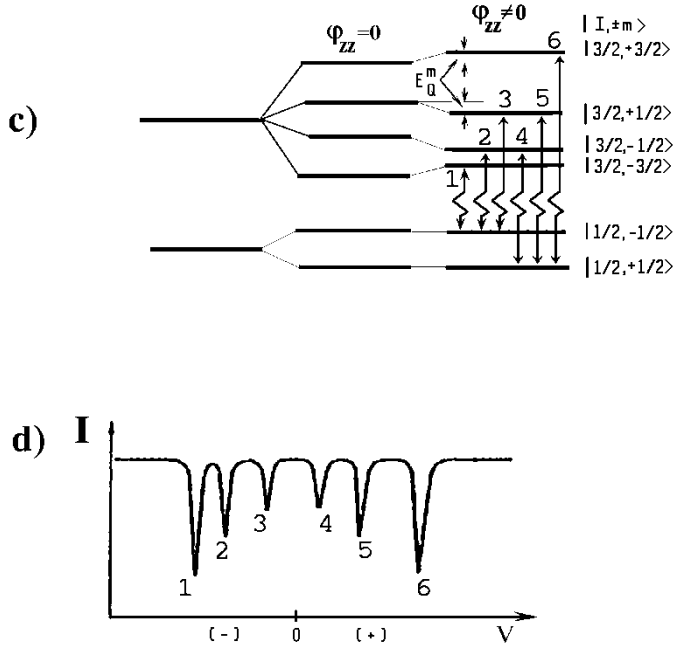 φzz=0 φzz≠0 | I,±m >
6 | 3/2,+3/2>
c) E_Q^m 3 5 | 3/2,+1/2>
2 4 | 3/2,-1/2>
1 | 3/2,-3/2>
| 1/2,-1/2>
| 1/2,+1/2>
d) I
1 2 3 4 5 6
(-) 0 (+) V